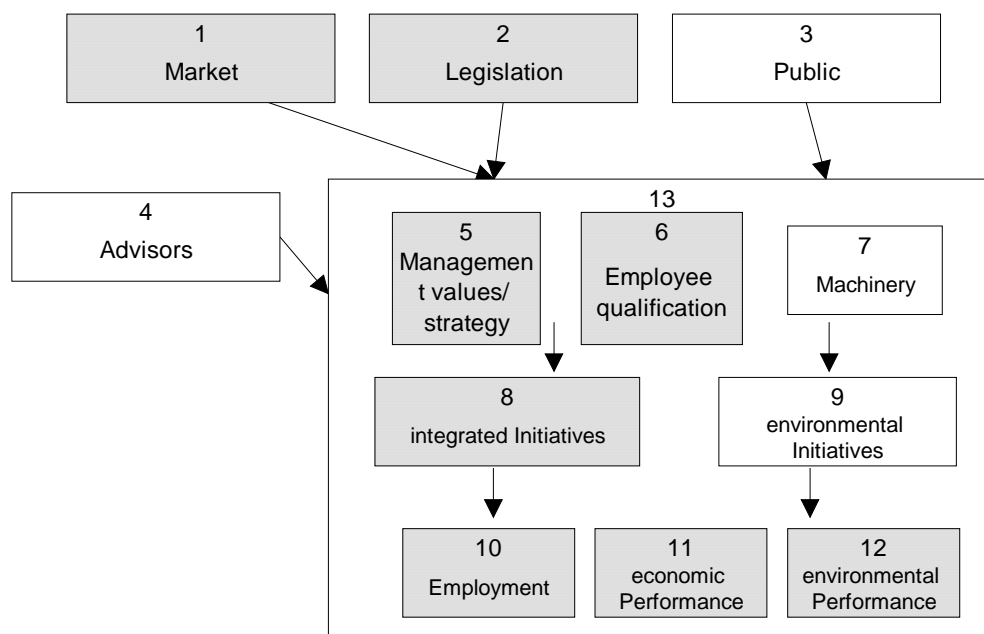 1
Market
2
Legislation
3
Public
4
Advisors
13
5
Managemen
t values/
strategy
6
Employee
qualification
7
Machinery
8
integrated Initiatives
9
environmental
Initiatives
10
Employment
11
economic
Performance
12
environmental
Performance